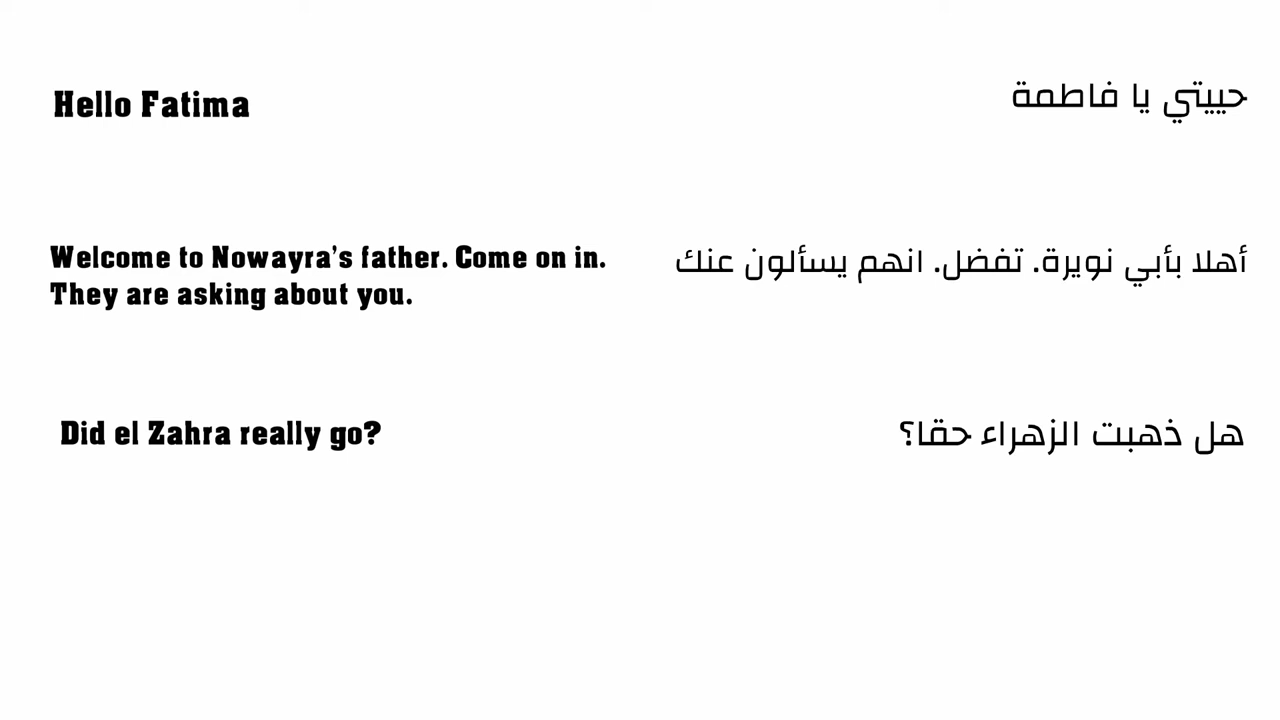 Hello Fatima
حييتي يا فاطمة
Welcome to Nowayra's father. Come on in.
They are asking about you.
أهلا بأبي نويرة. تفضل. انهم يسألون عنك
Did el Zahra really go?
هل ذهبت الزهراء حقا؟